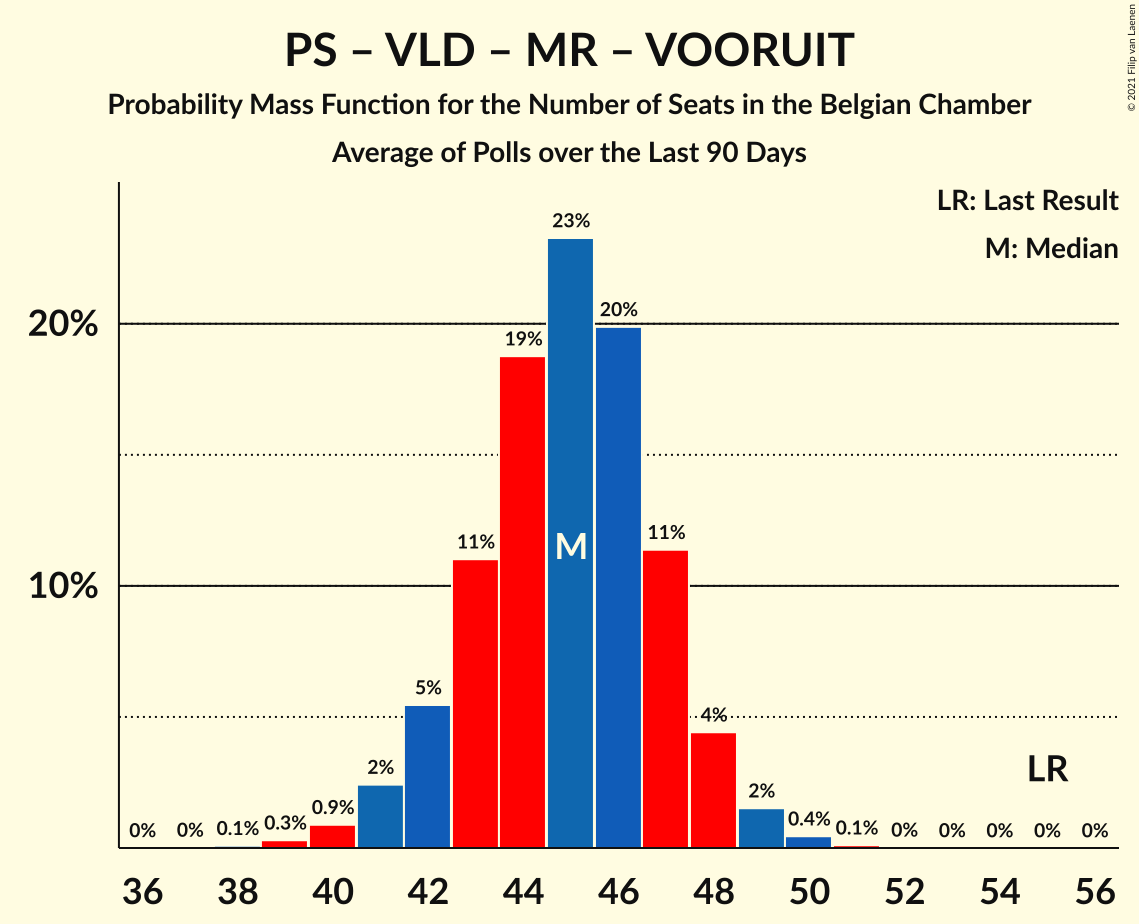 PS – VLD – MR – VOORUIT
Probability Mass Function for the Number of Seats in the Belgian Chamber
Average of Polls over the Last 90 Days
© 2021 Filip van Laenen
LR: Last Result
M: Median
20%
10%
0%
0%
0.1%
0.3%
0.9%
2%
5%
11%
19%
23%
20%
11%
4%
2%
0.4%
0.1%
0%
0%
0%
0%
0%
M
LR
36 38 40 42 44 46 48 50 52 54 56